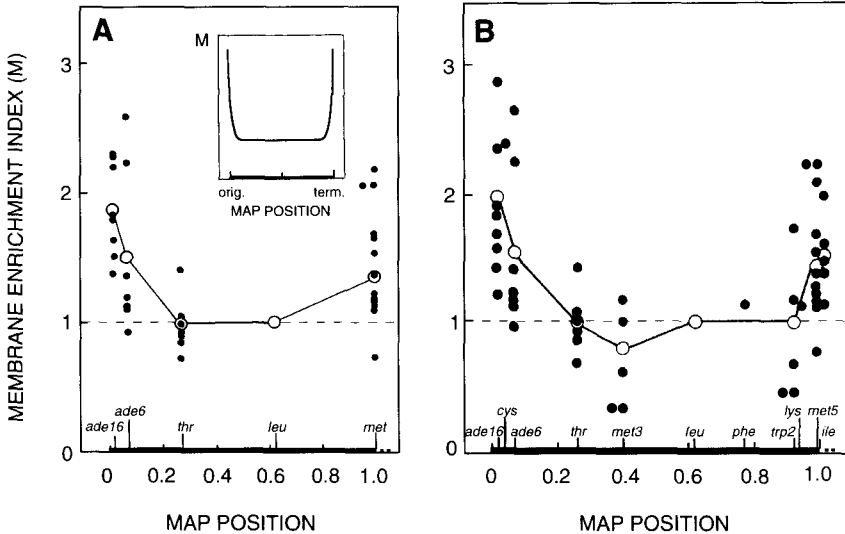 A
M
orig. term.
MAP POSITION
MEMBRANE ENRICHMENT INDEX (M)
3
2
1
0
ade6
ade16 thr leu met
0 0.2 0.4 0.6 0.8 1.0
MAP POSITION
B
3
2
1
0
cys lys met5
ade16 ade6 thr met3 leu phe trp2 ile
0 0.2 0.4 0.6 0.8 1.0
MAP POSITION